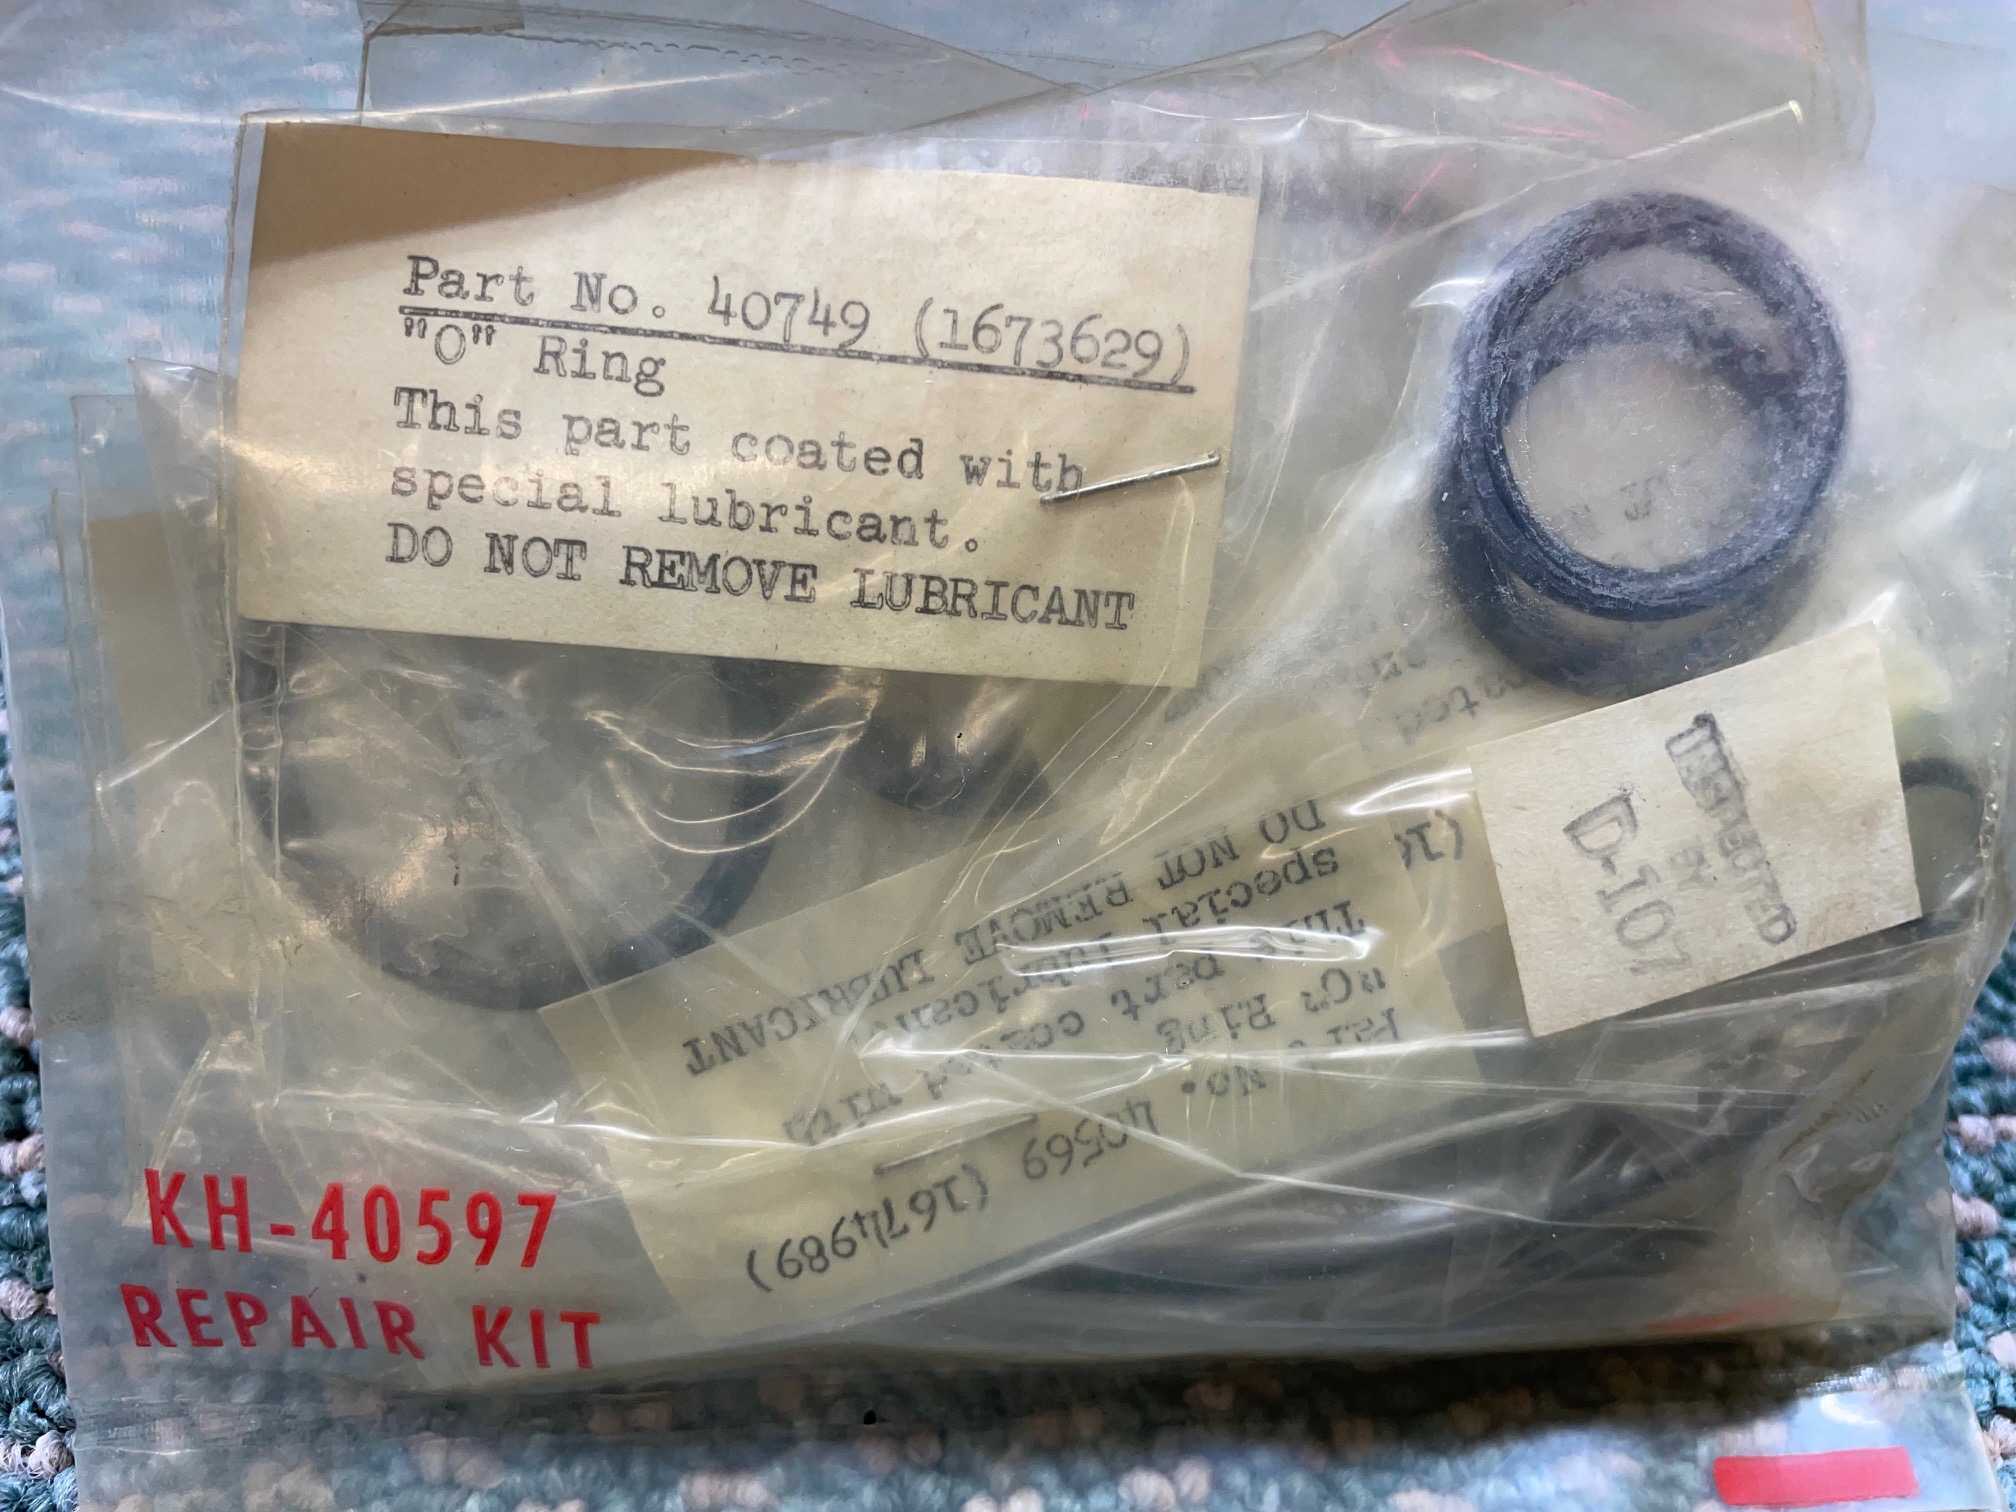 Part No. 40749 (1673629)
"O" Ring
This part coated with
special lubricant.
DO NOT REMOVE LUBRICANT
INSPECTED
BY
D-107
Part No. 40569 (1674989)
"O" Ring
This part coated with
special lubricant.
DO NOT REMOVE LUBRICANT
KH-40597
REPAIR KIT